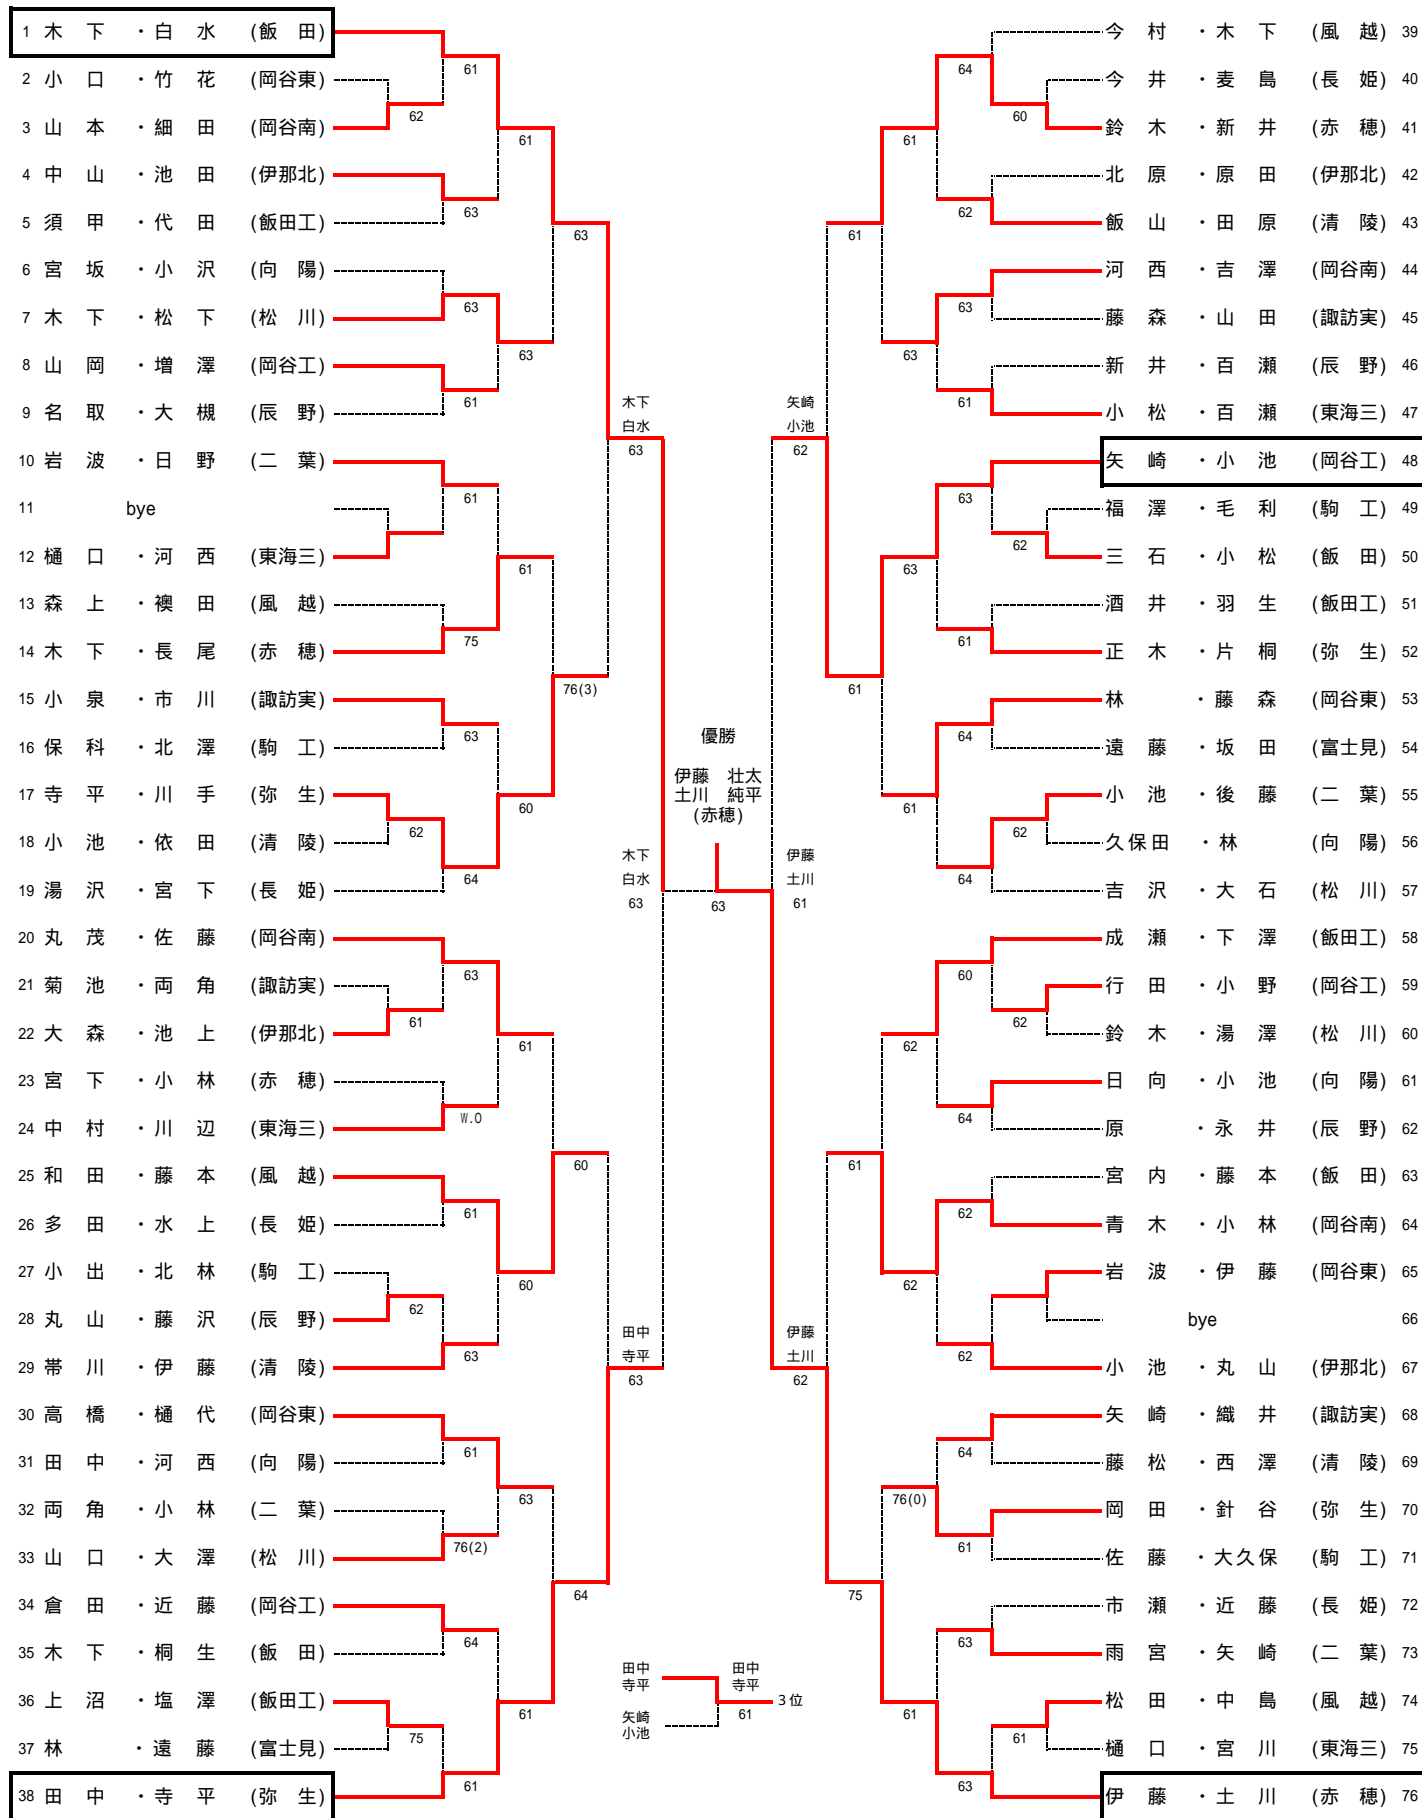 1 木下・白水 (飯田)
2 小口・竹花 (岡谷東)
3 山本・細田 (岡谷南)
4 中山・池田 (伊那北)
5 須甲・代田 (飯田工)
6 宮坂・小沢 (向陽)
7 木下・松下 (松川)
8 山岡・増澤 (岡谷工)
9 名取・大槻 (辰野)
10 岩波・日野 (二葉)
11 bye
12 樋口・河西 (東海三)
13 森上・襖田 (風越)
14 木下・長尾 (赤穂)
15 小泉・市川 (諏訪実)
16 保科・北澤 (駒工)
17 寺平・川手 (弥生)
18 小池・依田 (清陵)
19 湯沢・宮下 (長姫)
20 丸茂・佐藤 (岡谷南)
21 菊池・両角 (諏訪実)
22 大森・池上 (伊那北)
23 宮下・小林 (赤穂)
24 中村・川辺 (東海三)
25 和田・藤本 (風越)
26 多田・水上 (長姫)
27 小出・北林 (駒工)
28 丸山・藤沢 (辰野)
29 帯川・伊藤 (清陵)
30 高橋・樋代 (岡谷東)
31 田中・河西 (向陽)
32 両角・小林 (二葉)
33 山口・大澤 (松川)
34 倉田・近藤 (岡谷工)
35 木下・桐生 (飯田)
36 上沼・塩澤 (飯田工)
37 林・遠藤 (富士見)
38 田中・寺平 (弥生)
62
62
61
62
75
61
63
63
61
61
75
63
64
63
W.O
61
63
61
76(2)
64
61
61
63
61
60
61
60
63
61
63
76(3)
60
64
木下
白水
63
田中
寺平
63
木下
白水
63
優勝
伊藤 壮太
土川 純平
(赤穂)
63
伊藤
土川
61
矢崎
小池
62
伊藤
土川
62
田中
寺平
矢崎
小池
田中
寺平
61
3位
61
61
61
75
61
63
63
61
62
62
76(0)
61
64
62
63
61
63
61
64
64
60
64
62
62
64
61
63
63
60
62
62
62
61
今村・木下 (風越) 39
今井・麦島 (長姫) 40
鈴木・新井 (赤穂) 41
北原・原田 (伊那北) 42
飯山・田原 (清陵) 43
河西・吉澤 (岡谷南) 44
藤森・山田 (諏訪実) 45
新井・百瀬 (辰野) 46
小松・百瀬 (東海三) 47
矢崎・小池 (岡谷工) 48
福澤・毛利 (駒工) 49
三石・小松 (飯田) 50
酒井・羽生 (飯田工) 51
正木・片桐 (弥生) 52
林・藤森 (岡谷東) 53
遠藤・坂田 (富士見) 54
小池・後藤 (二葉) 55
久保田・林 (向陽) 56
吉沢・大石 (松川) 57
成瀬・下澤 (飯田工) 58
行田・小野 (岡谷工) 59
鈴木・湯澤 (松川) 60
日向・小池 (向陽) 61
原・永井 (辰野) 62
宮内・藤本 (飯田) 63
青木・小林 (岡谷南) 64
岩波・伊藤 (岡谷東) 65
bye 66
小池・丸山 (伊那北) 67
矢崎・織井 (諏訪実) 68
藤松・西澤 (清陵) 69
岡田・針谷 (弥生) 70
佐藤・大久保 (駒工) 71
市瀬・近藤 (長姫) 72
雨宮・矢崎 (二葉) 73
松田・中島 (風越) 74
樋口・宮川 (東海三) 75
伊藤・土川 (赤穂) 76